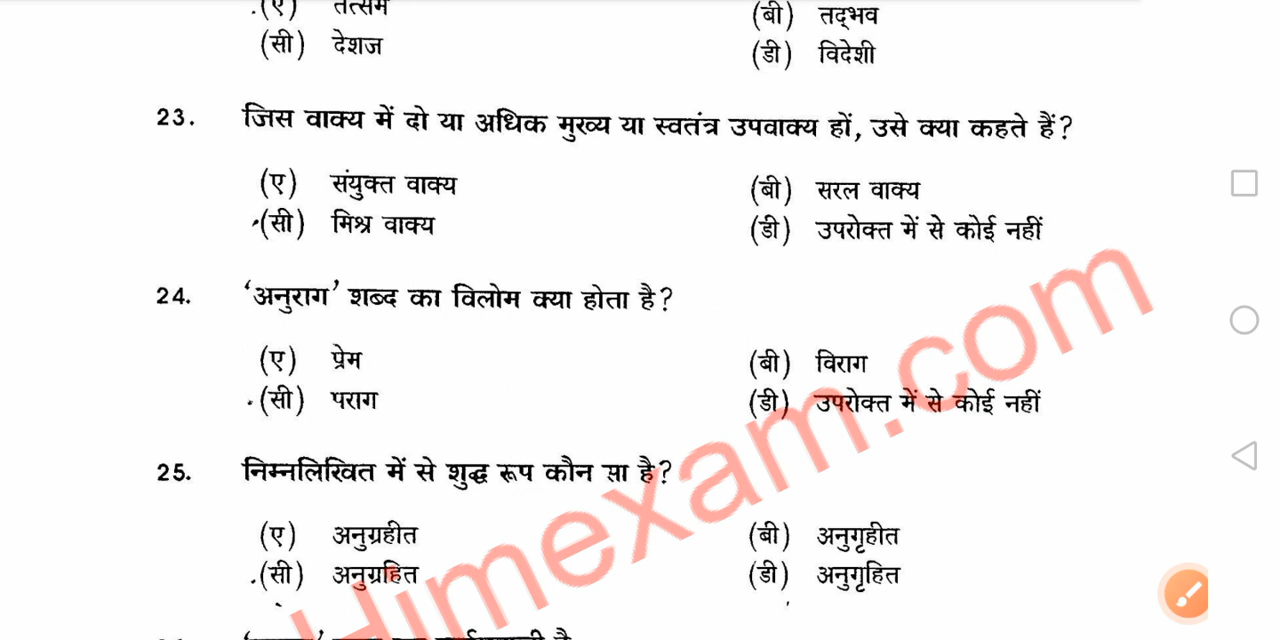 (ए) तत्सम (बी) तद्भव
(सी) देशज (डी) विदेशी
23. जिस वाक्य में दो या अधिक मुख्य या स्वतंत्र उपवाक्य हों, उसे क्या कहते हैं?
(ए) संयुक्त वाक्य (बी) सरल वाक्य
(सी) मिश्र वाक्य (डी) उपरोक्त में से कोई नहीं
24. ‘अनुराग’ शब्द का विलोम क्या होता है?
(ए) प्रेम (बी) विराग
(सी) पराग (डी) उपरोक्त में से कोई नहीं
25. निम्नलिखित में से शुद्ध रूप कौन सा है?
(ए) अनुग्रहीत (बी) अनुगृहीत
(सी) अनुग्रहित (डी) अनुगृहित
Himexam.com